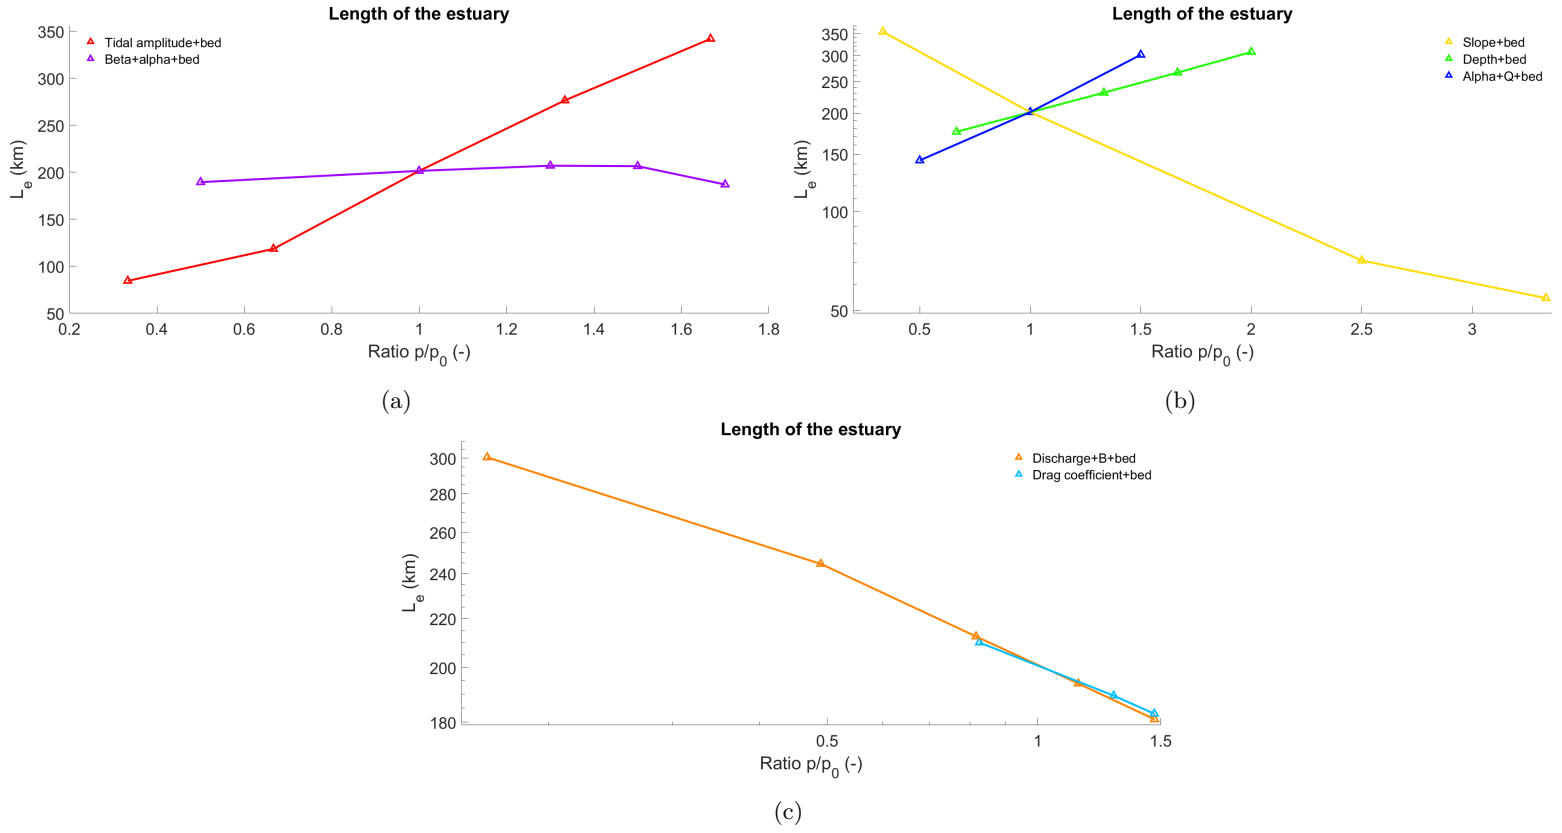 Length of the estuary
Tidal amplitude+bed
Beta+alpha+bed
350
300
250
200
150
100
50
L_e (km)
0.2 0.4 0.6 0.8 1 1.2 1.4 1.6 1.8
Ratio p/p_0 (-)
(a)
Length of the estuary
Slope+bed
Depth+bed
Alpha+Q+bed
350
300
250
200
150
100
50
L_e (km)
0.5 1 1.5 2 2.5 3
Ratio p/p_0 (-)
(b)
Length of the estuary
Discharge+B+bed
Drag coefficient+bed
300
280
260
240
220
200
180
L_e (km)
0.5 1 1.5
Ratio p/p_0 (-)
(c)